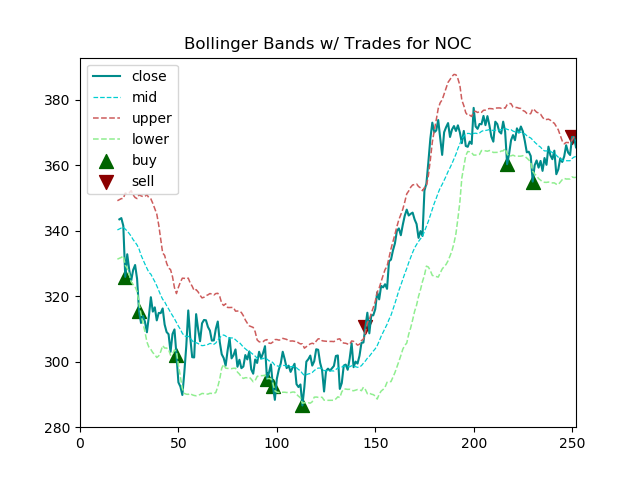 Bollinger Bands w/ Trades for NOC
close
mid
upper
lower
buy
sell
380
360
340
320
300
280
0 50 100 150 200 250